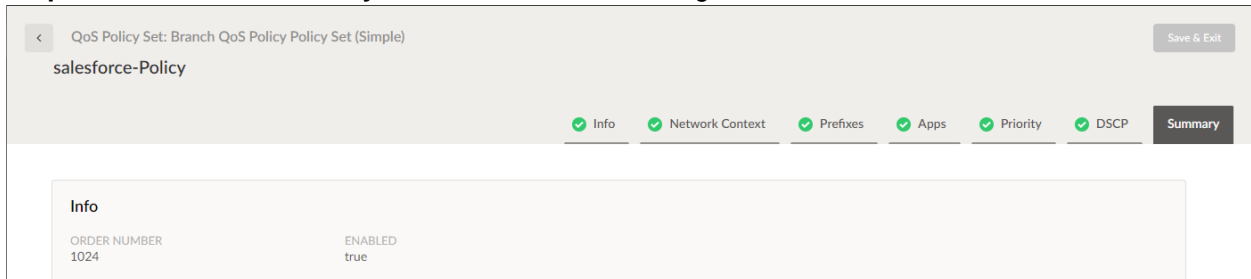 QoS Policy Set: Branch QoS Policy Policy Set (Simple)
Save & Exit
salesforce-Policy
Info
Network Context
Prefixes
Apps
Priority
DSCP
Summary
Info
ORDER NUMBER
ENABLED
1024
true